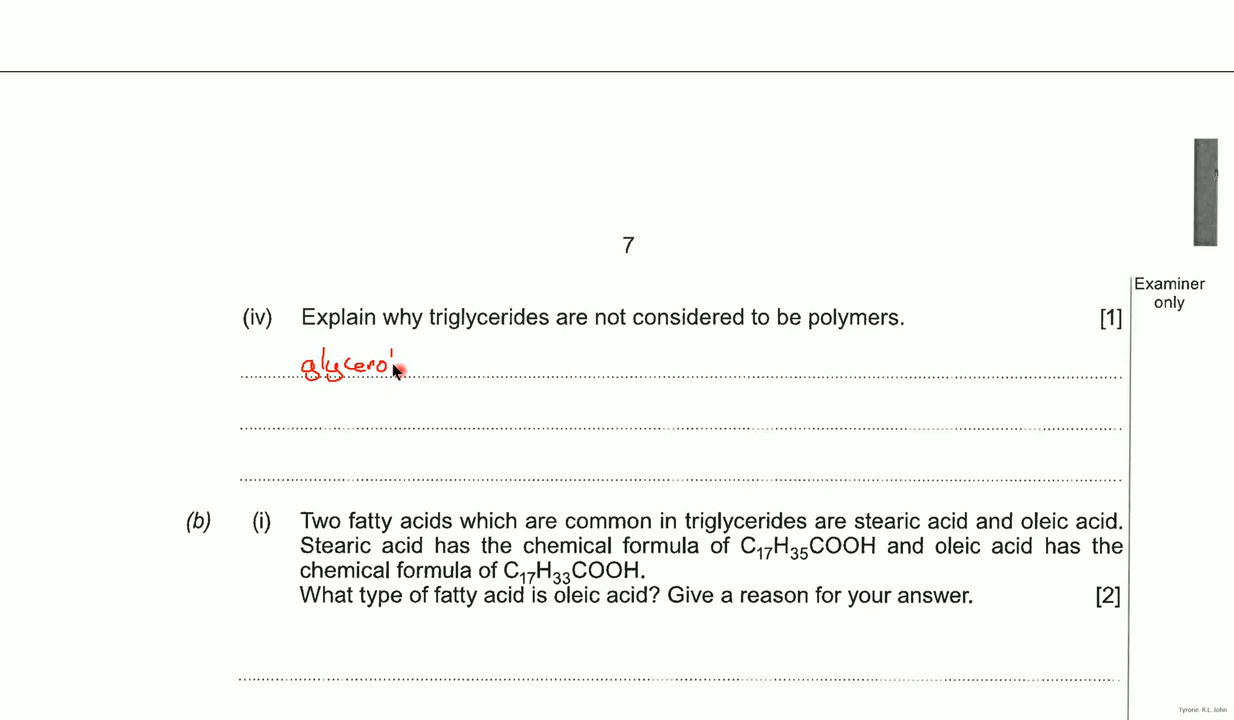 7
Examiner
only
(iv) Explain why triglycerides are not considered to be polymers. [1]
glycerol
(b) (i) Two fatty acids which are common in triglycerides are stearic acid and oleic acid.
Stearic acid has the chemical formula of C₁₇H₃₅COOH and oleic acid has the
chemical formula of C₁₇H₃₃COOH.
What type of fatty acid is oleic acid? Give a reason for your answer. [2]
Tyrone. R.L. John